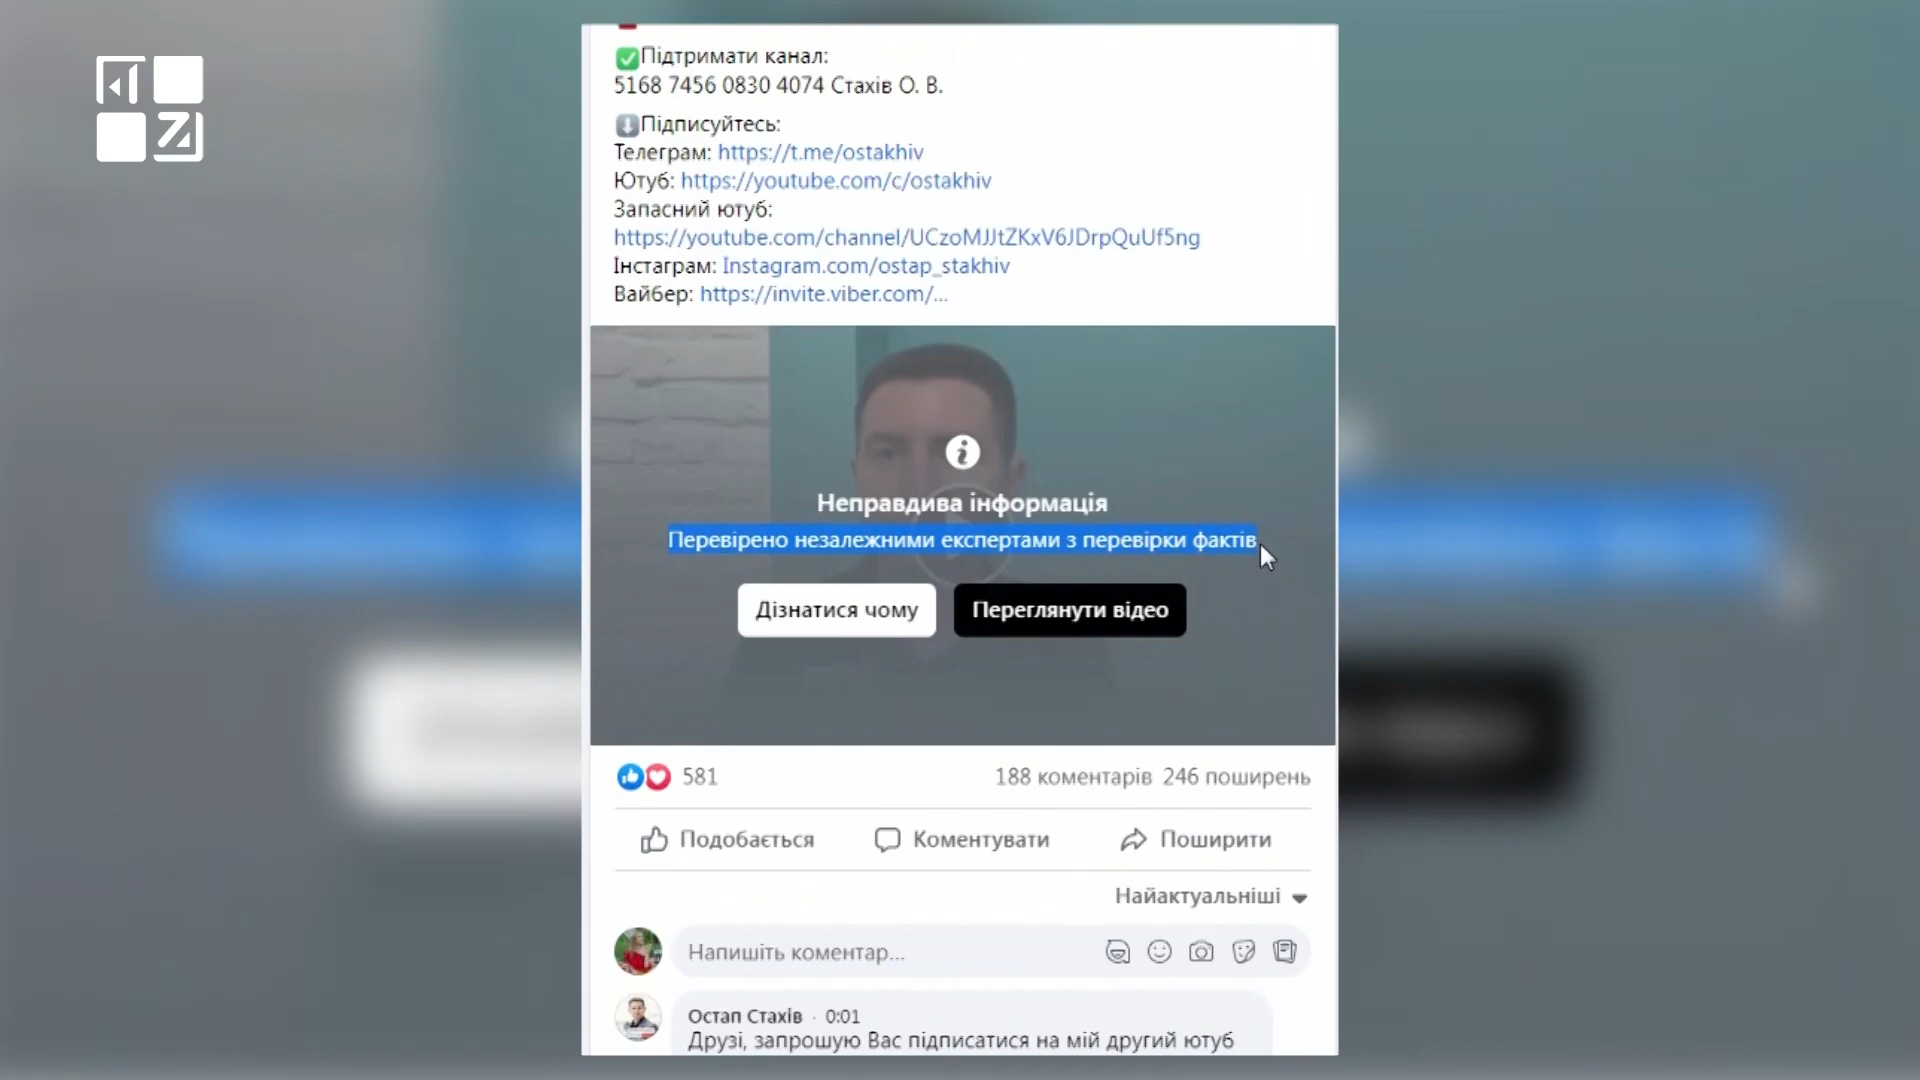 Підтримати канал:
5168 7456 0830 4074 Стахів О. В.
Підписуйтесь:
Телеграм: https://t.me/ostakhiv
Ютуб: https://youtube.com/c/ostakhiv
Запасний ютуб:
https://youtube.com/channel/UCzoMJJtZKxV6JDrpQuUf5ng
Інстаграм: Instagram.com/ostap_stakhiv
Вайбер: https://invite.viber.com/...
Неправдива інформація
Перевірено незалежними експертами з перевірки фактів
Дізнатися чому
Переглянути відео
581
188 коментарів 246 поширень
Подобається
Коментувати
Поширити
Найактуальніші
Напишіть коментар...
Остап Стахів · 0:01
Друзі, запрошую Вас підписатися на мій другий ютуб